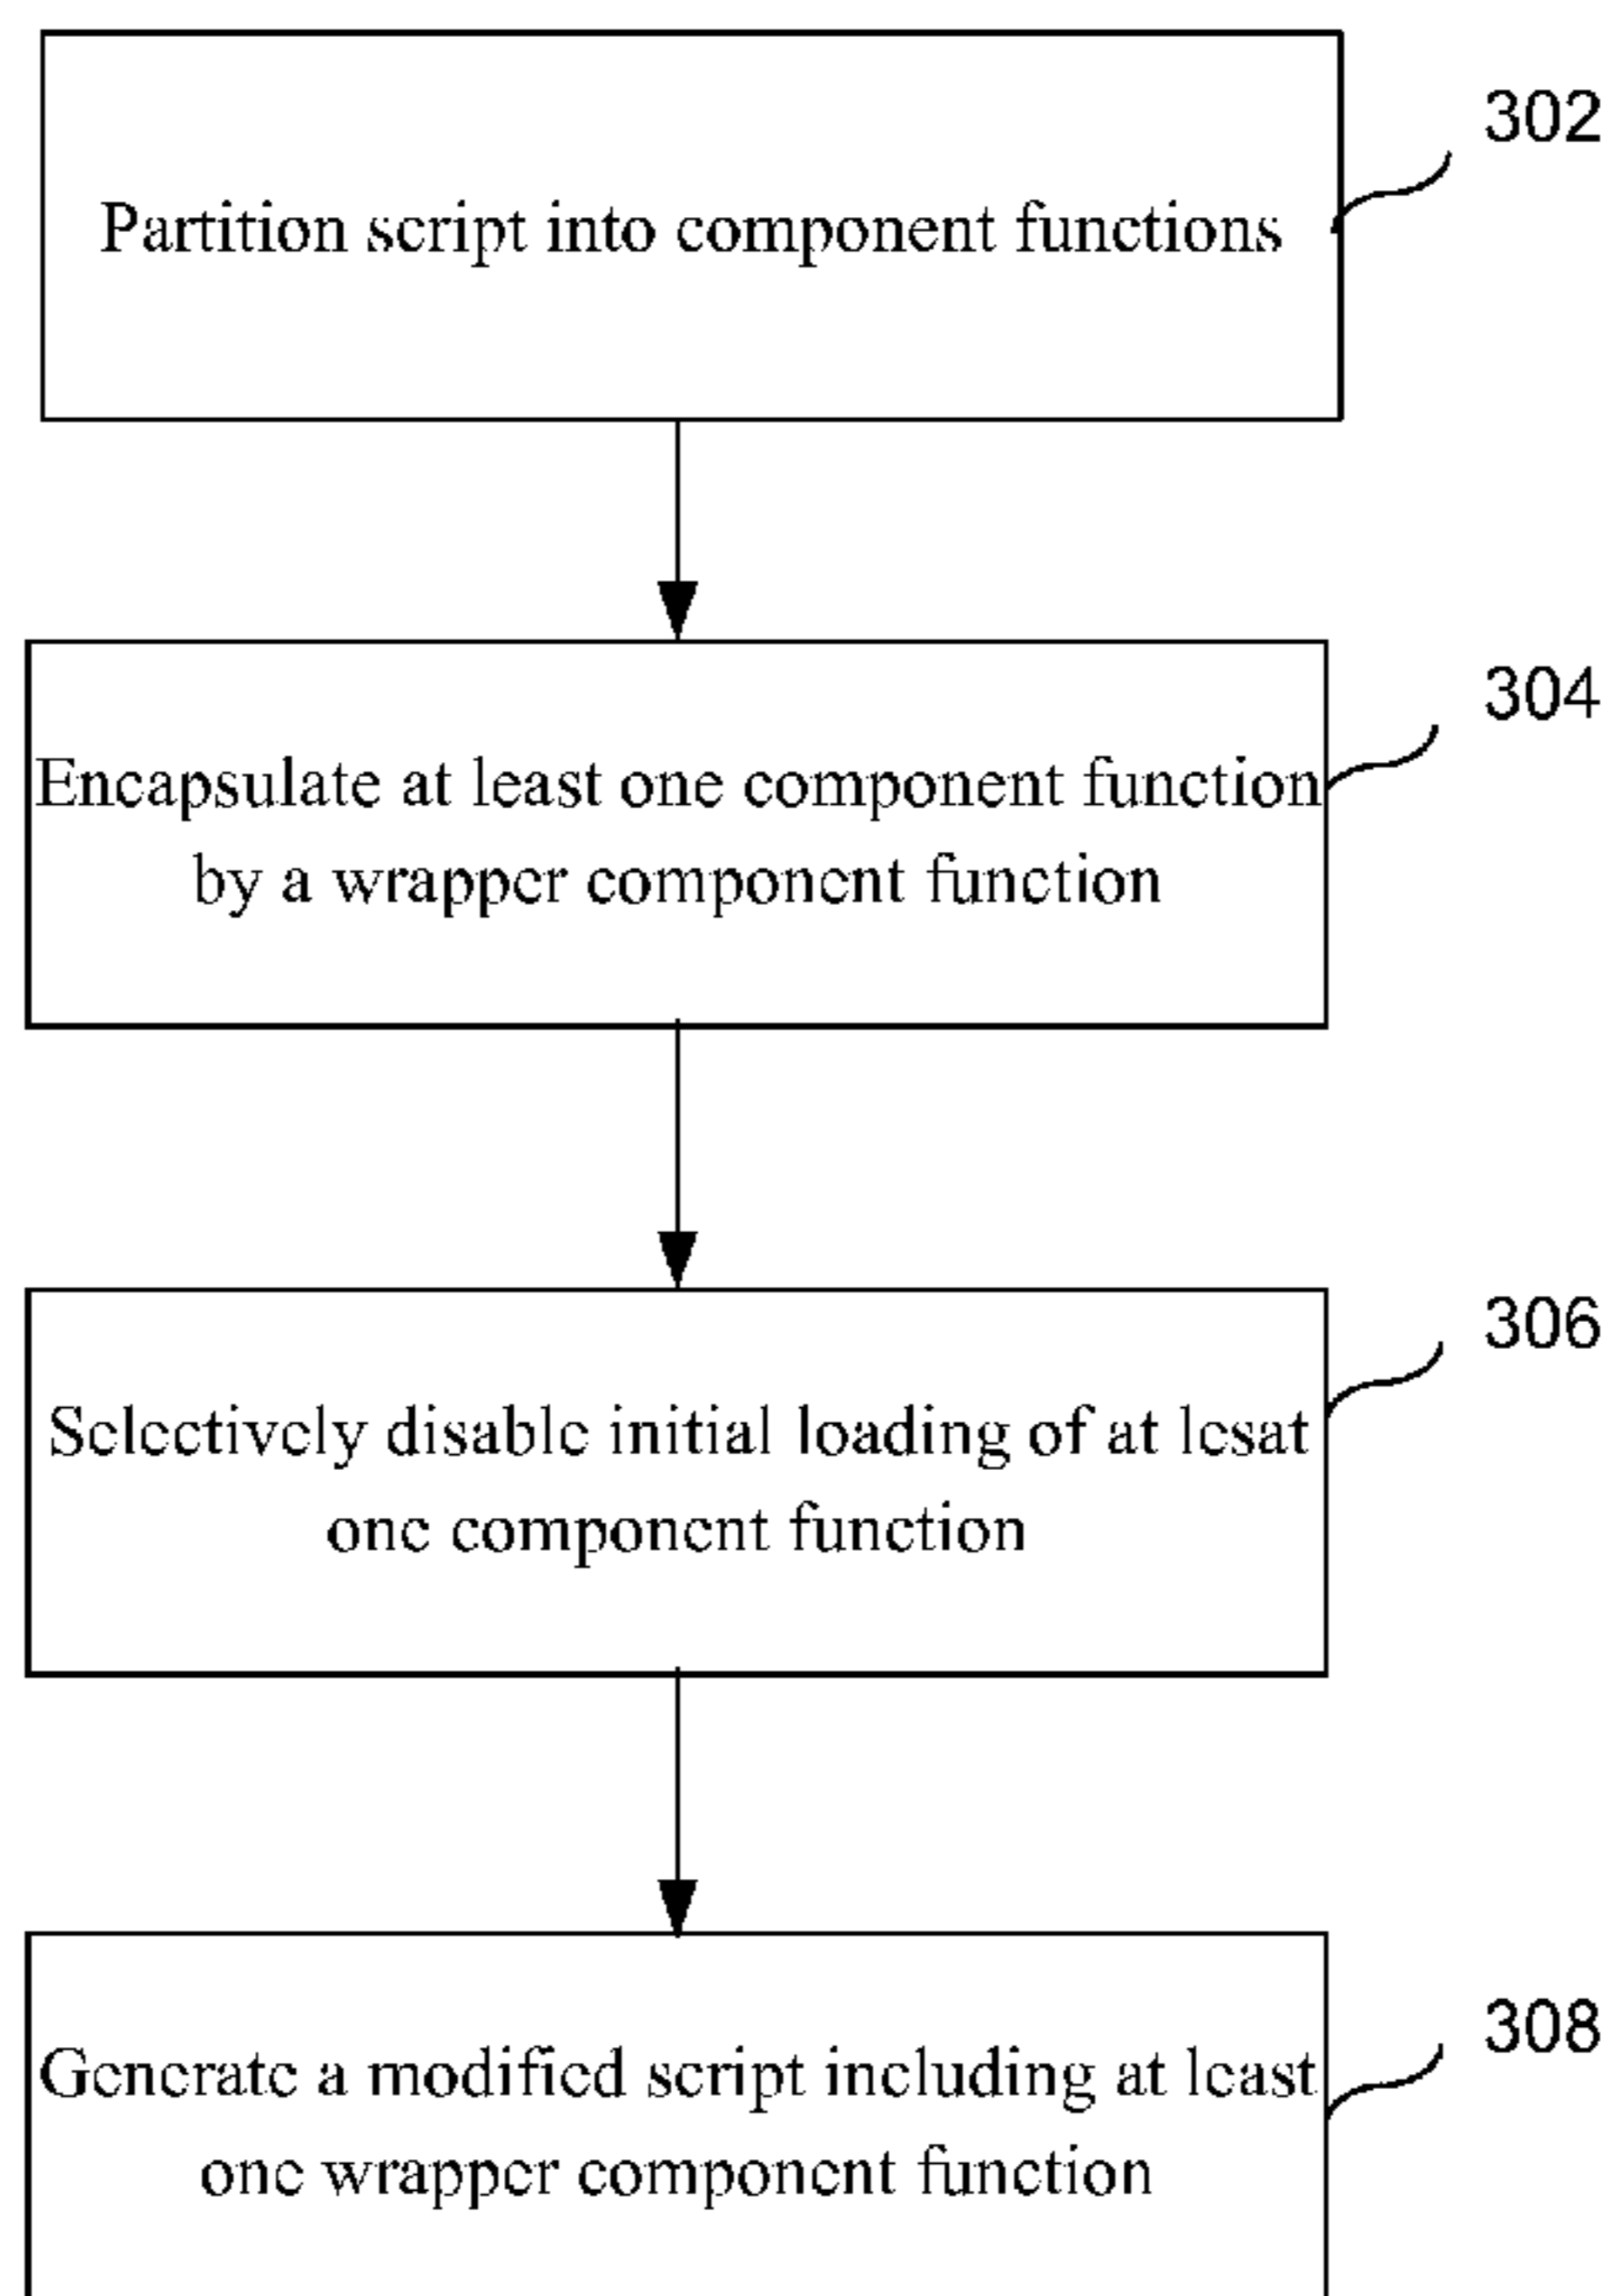 302
Partition script into component functions
304
Encapsulate at least one component function
by a wrapper component function
306
Selectively disable initial loading of at lesat
one component function
308
Generate a modified script including at least
one wrapper component function